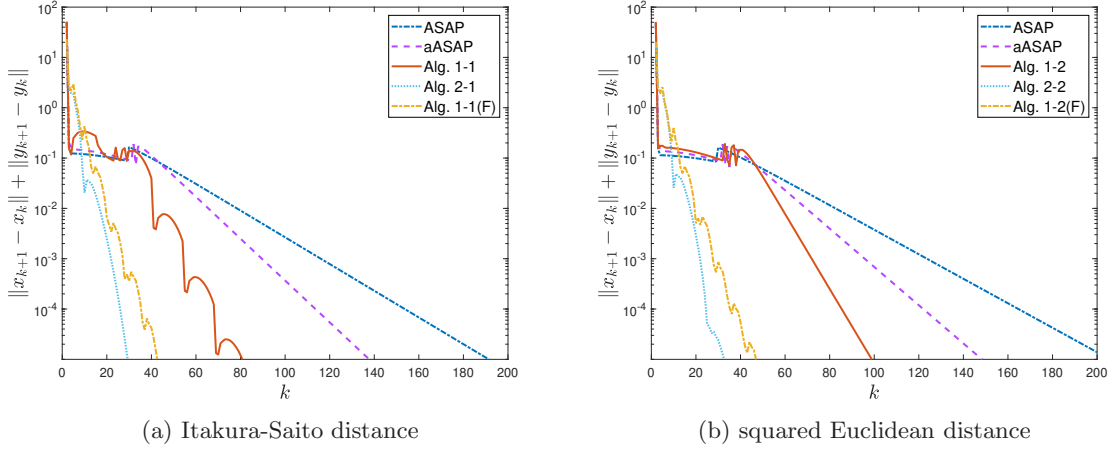 10^2
10^1
10^0
10^-1
10^-2
10^-3
10^-4
‖x_{k+1} − x_k‖ + ‖y_{k+1} − y_k‖
ASAP
aASAP
Alg. 1-1
Alg. 2-1
Alg. 1-1(F)
0 20 40 60 80 100 120 140 160 180 200
k
(a) Itakura-Saito distance
10^2
10^1
10^0
10^-1
10^-2
10^-3
10^-4
‖x_{k+1} − x_k‖ + ‖y_{k+1} − y_k‖
ASAP
aASAP
Alg. 1-2
Alg. 2-2
Alg. 1-2(F)
0 20 40 60 80 100 120 140 160 180 200
k
(b) squared Euclidean distance